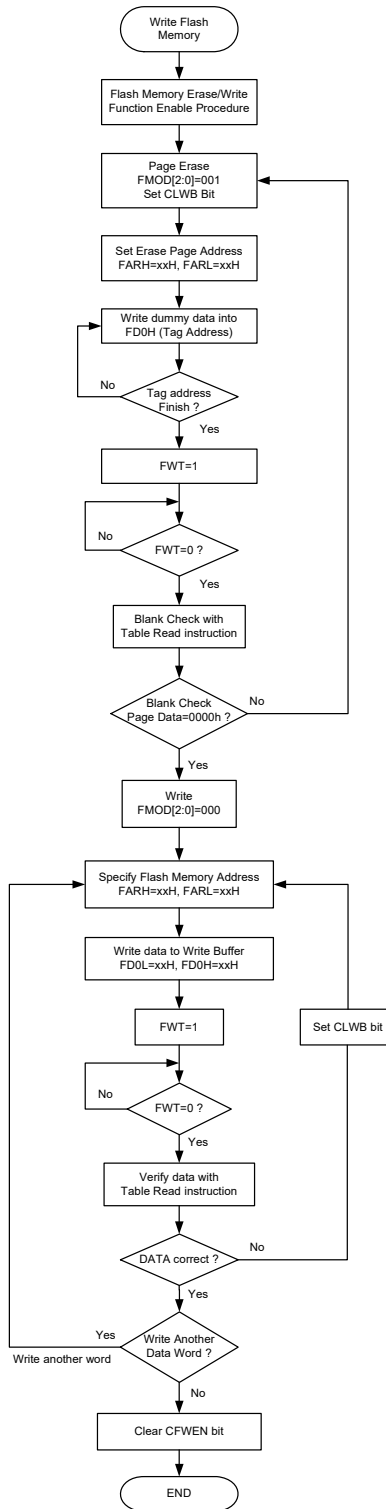 Write Flash
Memory
Flash Memory Erase/Write
Function Enable Procedure
Page Erase
FMOD[2:0]=001
Set CLWB Bit
Set Erase Page Address
FARH=xxH, FARL=xxH
Write dummy data into
FD0H (Tag Address)
No
Tag address
Finish ?
Yes
FWT=1
No
FWT=0 ?
Yes
Blank Check with
Table Read instruction
Blank Check
Page Data=0000h ?
No
Yes
Write
FMOD[2:0]=000
Specify Flash Memory Address
FARH=xxH, FARL=xxH
Write data to Write Buffer
FD0L=xxH, FD0H=xxH
FWT=1
Set CLWB bit
No
FWT=0 ?
Yes
Verify data with
Table Read instruction
DATA correct ?
No
Yes
Yes
Write another word
Write Another
Data Word ?
No
Clear CFWEN bit
END